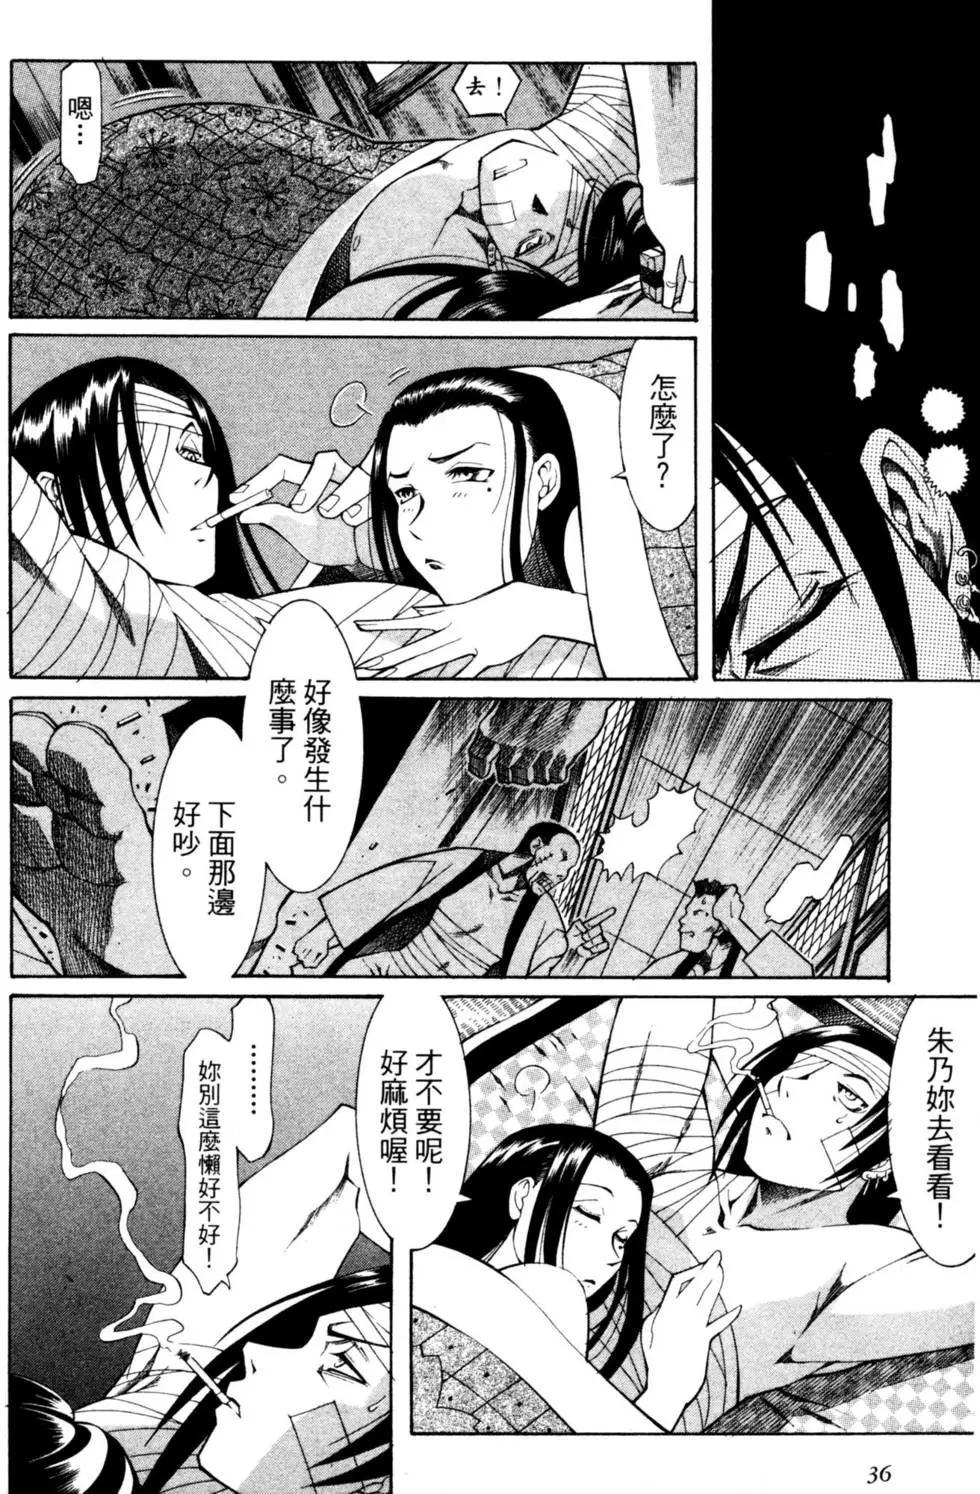 去！
嗯…
怎麼了？
好像發生什
麼事了。
下面那邊
好吵。
朱乃妳去看看！
才不要呢！
好麻煩喔！
………
妳別這麼懶好不好！
36